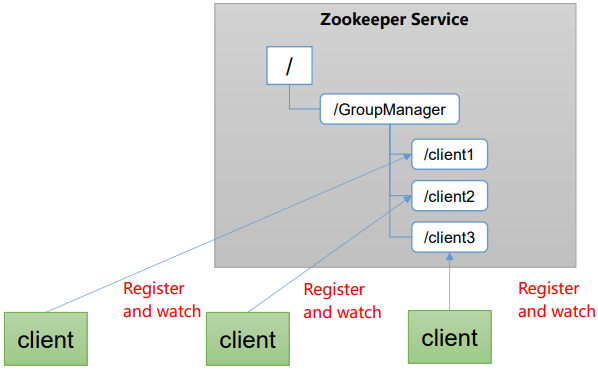 Zookeeper Service
/
/GroupManager
/client1
/client2
/client3
Register
and watch
Register
and watch
Register
and watch
client
client
client